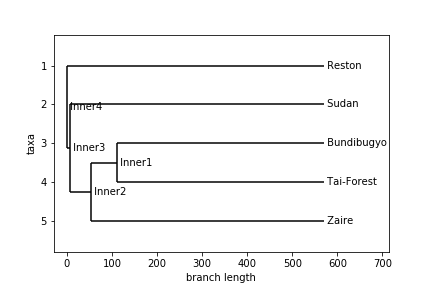 1 Reston
2 Inner4 Sudan
3 Inner3 Bundibugyo
Inner1
4 Tai-Forest
Inner2
5 Zaire
taxa
0 100 200 300 400 500 600 700
branch length